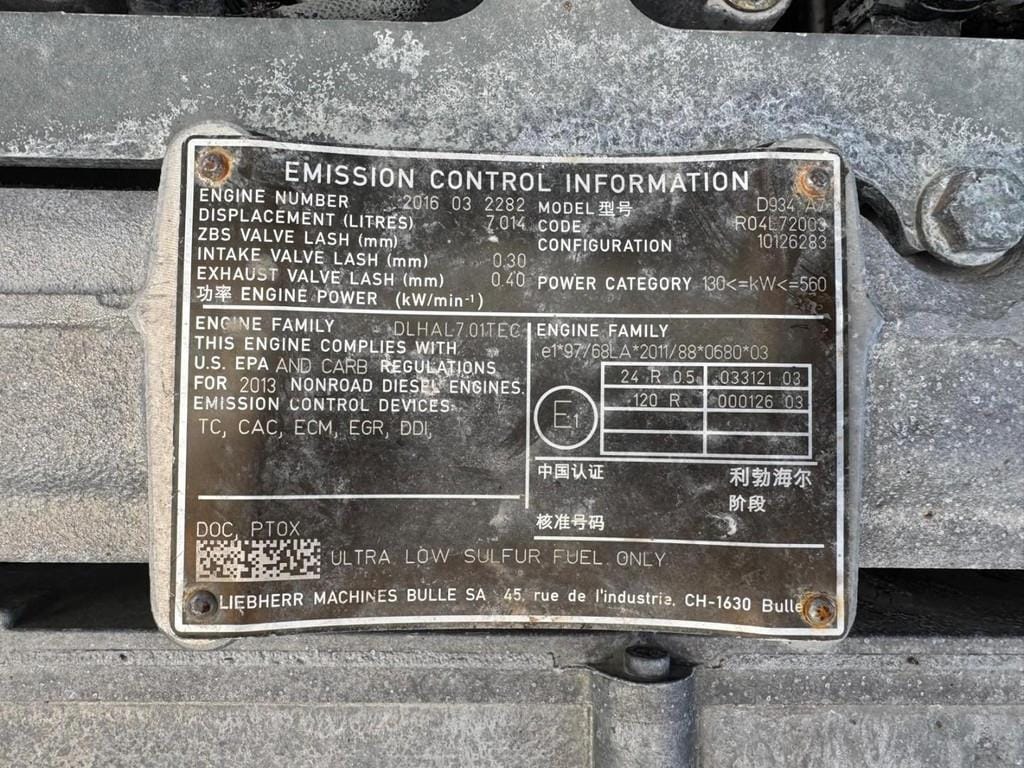 EMISSION CONTROL INFORMATION
ENGINE NUMBER 2016 03 2282
DISPLACEMENT (LITRES) 7.014
ZBS VALVE LASH (mm)
INTAKE VALVE LASH (mm) 0.30
EXHAUST VALVE LASH (mm) 0.40
功率 ENGINE POWER (kW/min⁻¹)
MODEL 型号 D934 A7
CODE R04L72003
CONFIGURATION 10126283
POWER CATEGORY 130<=kW<=560
ENGINE FAMILY DLHAL7.01TEC
THIS ENGINE COMPLIES WITH
U.S. EPA AND CARB REGULATIONS
FOR 2013 NONROAD DIESEL ENGINES.
EMISSION CONTROL DEVICES:
TC, CAC, ECM, EGR, DDI,
DOC, PTOX
ENGINE FAMILY
e1*97/68LA*2011/88*0680*03
E1
24 R 0.5 033121 03
120 R 000126 03
中国认证 利勃海尔
阶段
核准号码
ULTRA LOW SULFUR FUEL ONLY
LIEBHERR MACHINES BULLE SA 45, rue de l'industrie, CH-1630 Bulle